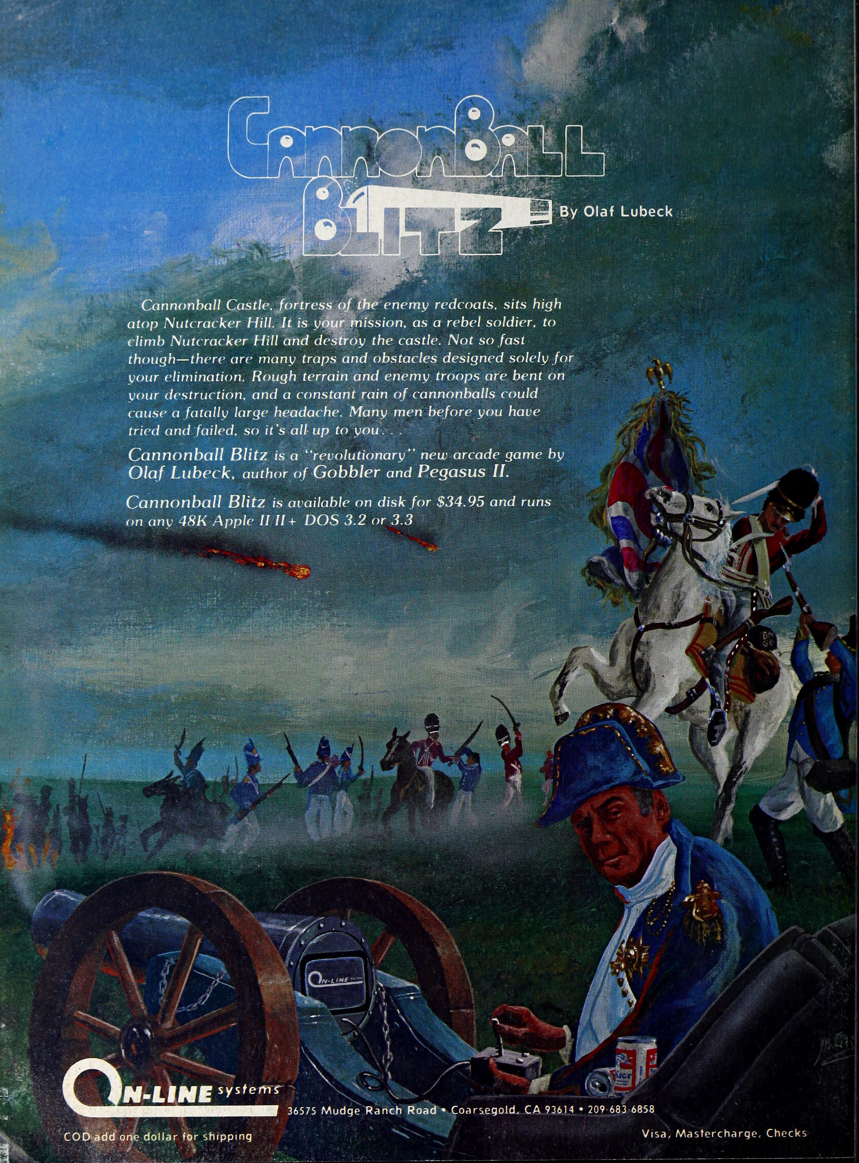 CannonBall
Blitz
By Olaf Lubeck
Cannonball Castle, fortress of the enemy redcoats, sits high
atop Nutcracker Hill. It is your mission, as a rebel soldier, to
climb Nutcracker Hill and destroy the castle. Not so fast
though—there are many traps and obstacles designed solely for
your elimination. Rough terrain and enemy troops are bent on
your destruction, and a constant rain of cannonballs could
cause a fatally large headache. Many men before you have
tried and failed, so it's all up to you . . .
Cannonball Blitz is a "revolutionary" new arcade game by
Olaf Lubeck, author of Gobbler and Pegasus II.
Cannonball Blitz is available on disk for $34.95 and runs
on any 48K Apple II II+ DOS 3.2 or 3.3
ON-LINE
ON-LINE systems
36575 Mudge Ranch Road • Coarsegold, CA 93614 • 209-683-6858
COD add one dollar for shipping
Visa, Mastercharge, Checks